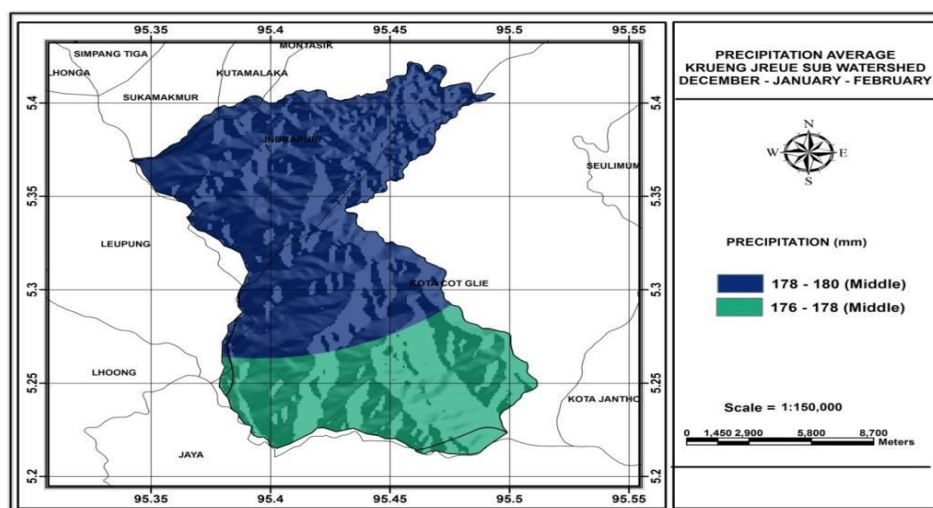 95.35 95.4 95.45 95.5 95.55
MONTASIK
SIMPANG TIGA
LHONGA
KUTAMALAKA
SUKAMAKMUR
5.4 5.4
INDRAPURI
SEULIMUM
5.35 5.35
LEUPUNG
5.3 5.3
KOTA COT GLIE
LHOONG
5.25 5.25
KOTA JANTHO
JAYA
5.2 5.2
95.35 95.4 95.45 95.5 95.55
PRECIPITATION AVERAGE
KRUENG JREUE SUB WATERSHED
DECEMBER - JANUARY - FEBRUARY
N
W E
S
PRECIPITATION (mm)
178 - 180 (Middle)
176 - 178 (Middle)
Scale = 1:150,000
0 1,450 2,900 5,800 8,700
Meters